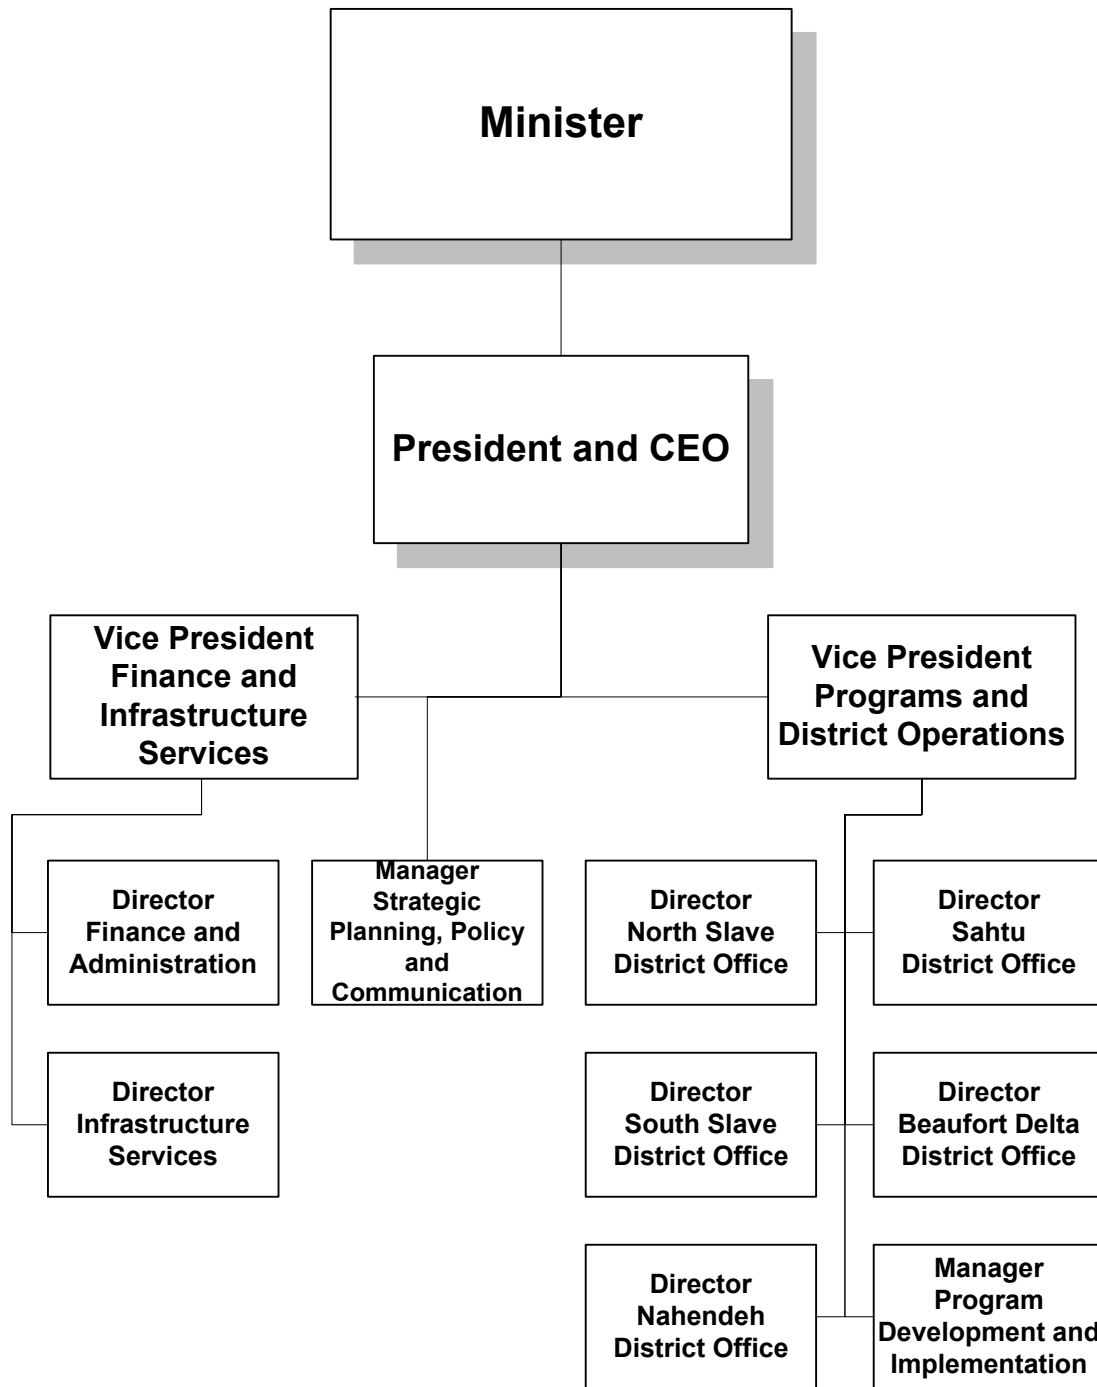 Minister
President and CEO
Vice President
Finance and
Infrastructure
Services
Vice President
Programs and
District Operations
Director
Finance and
Administration
Manager
Strategic
Planning, Policy
and
Communication
Director
North Slave
District Office
Director
Sahtu
District Office
Director
Infrastructure
Services
Director
South Slave
District Office
Director
Beaufort Delta
District Office
Director
Nahendeh
District Office
Manager
Program
Development and
Implementation